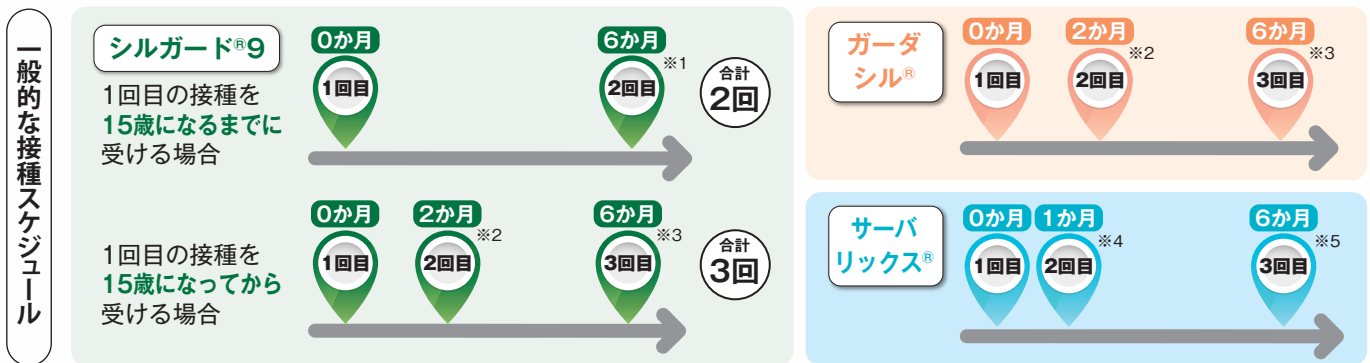 一般的な接種スケジュール
シルガード®9
1回目の接種を
15歳になるまでに
受ける場合
0か月
1回目
6か月
2回目
※1
合計
2回
1回目の接種を
15歳になってから
受ける場合
0か月
1回目
2か月
2回目
※2
6か月
3回目
※3
合計
3回
ガーダ
シル®
0か月
1回目
2か月
2回目
※2
6か月
3回目
※3
サーバ
リックス®
0か月
1回目
1か月
2回目
※4
6か月
3回目
※5